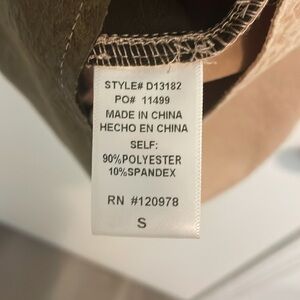 STYLE# D13182
PO# 11499
MADE IN CHINA
HECHO EN CHINA
SELF:
90%POLYESTER
10%SPANDEX
RN #120978
S